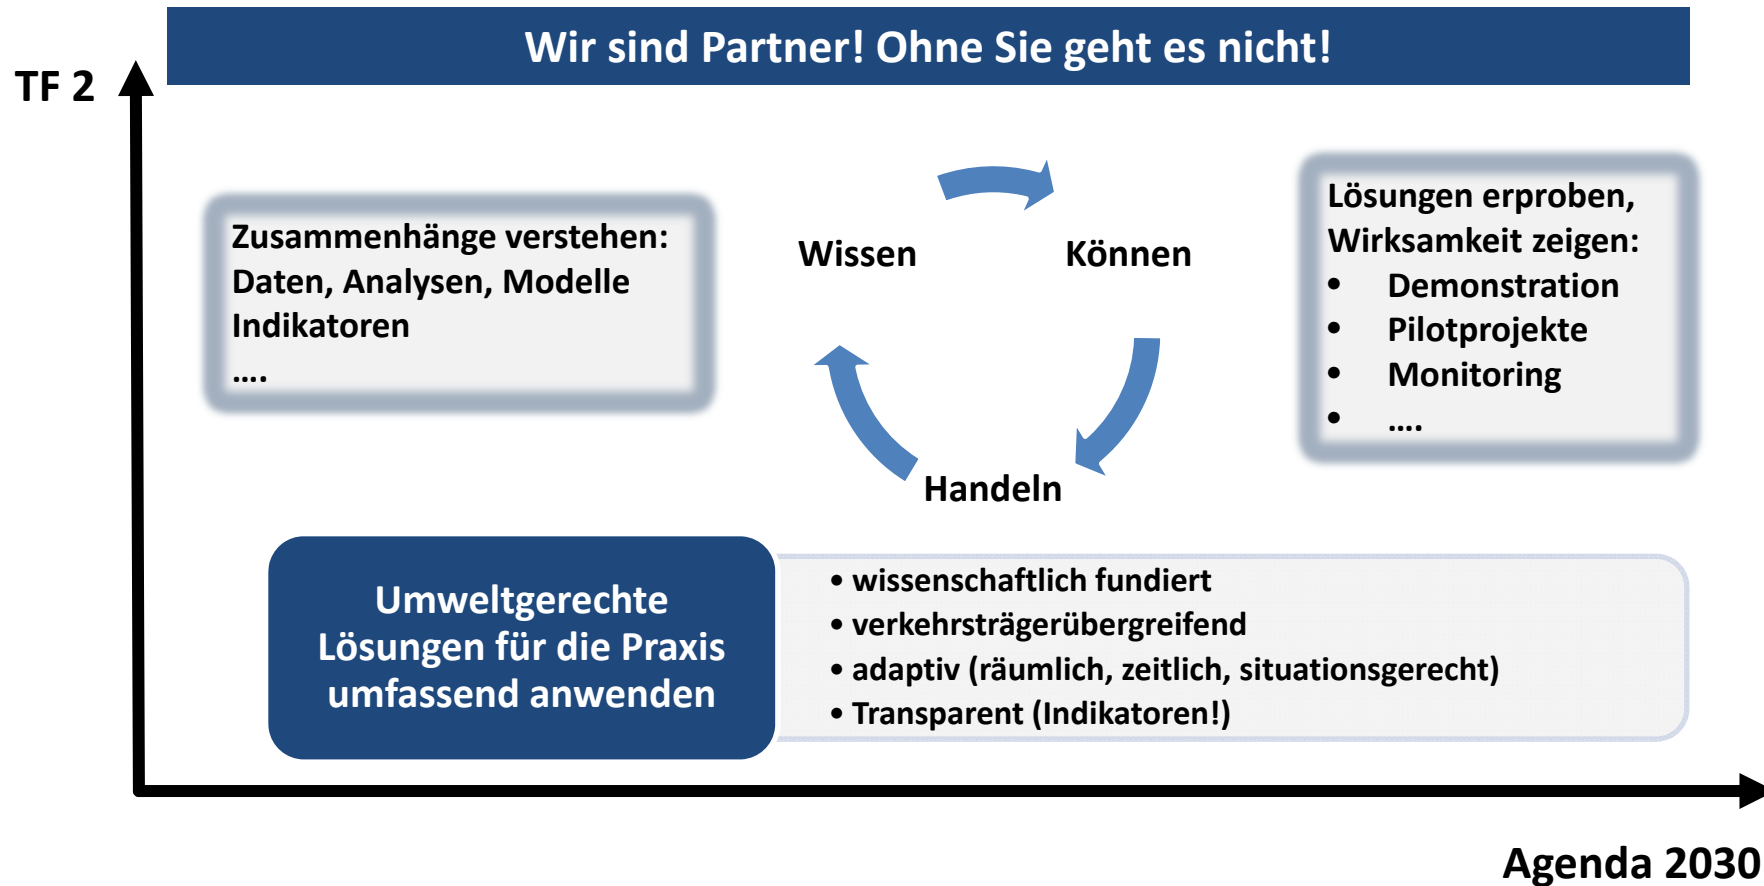 Wir sind Partner! Ohne Sie geht es nicht!
TF 2
Zusammenhänge verstehen:
Daten, Analysen, Modelle
Indikatoren
....
Wissen
Können
Handeln
Lösungen erproben,
Wirksamkeit zeigen:
• Demonstration
• Pilotprojekte
• Monitoring
• ....
Umweltgerechte
Lösungen für die Praxis
umfassend anwenden
• wissenschaftlich fundiert
• verkehrsträgerübergreifend
• adaptiv (räumlich, zeitlich, situationsgerecht)
• Transparent (Indikatoren!)
Agenda 2030